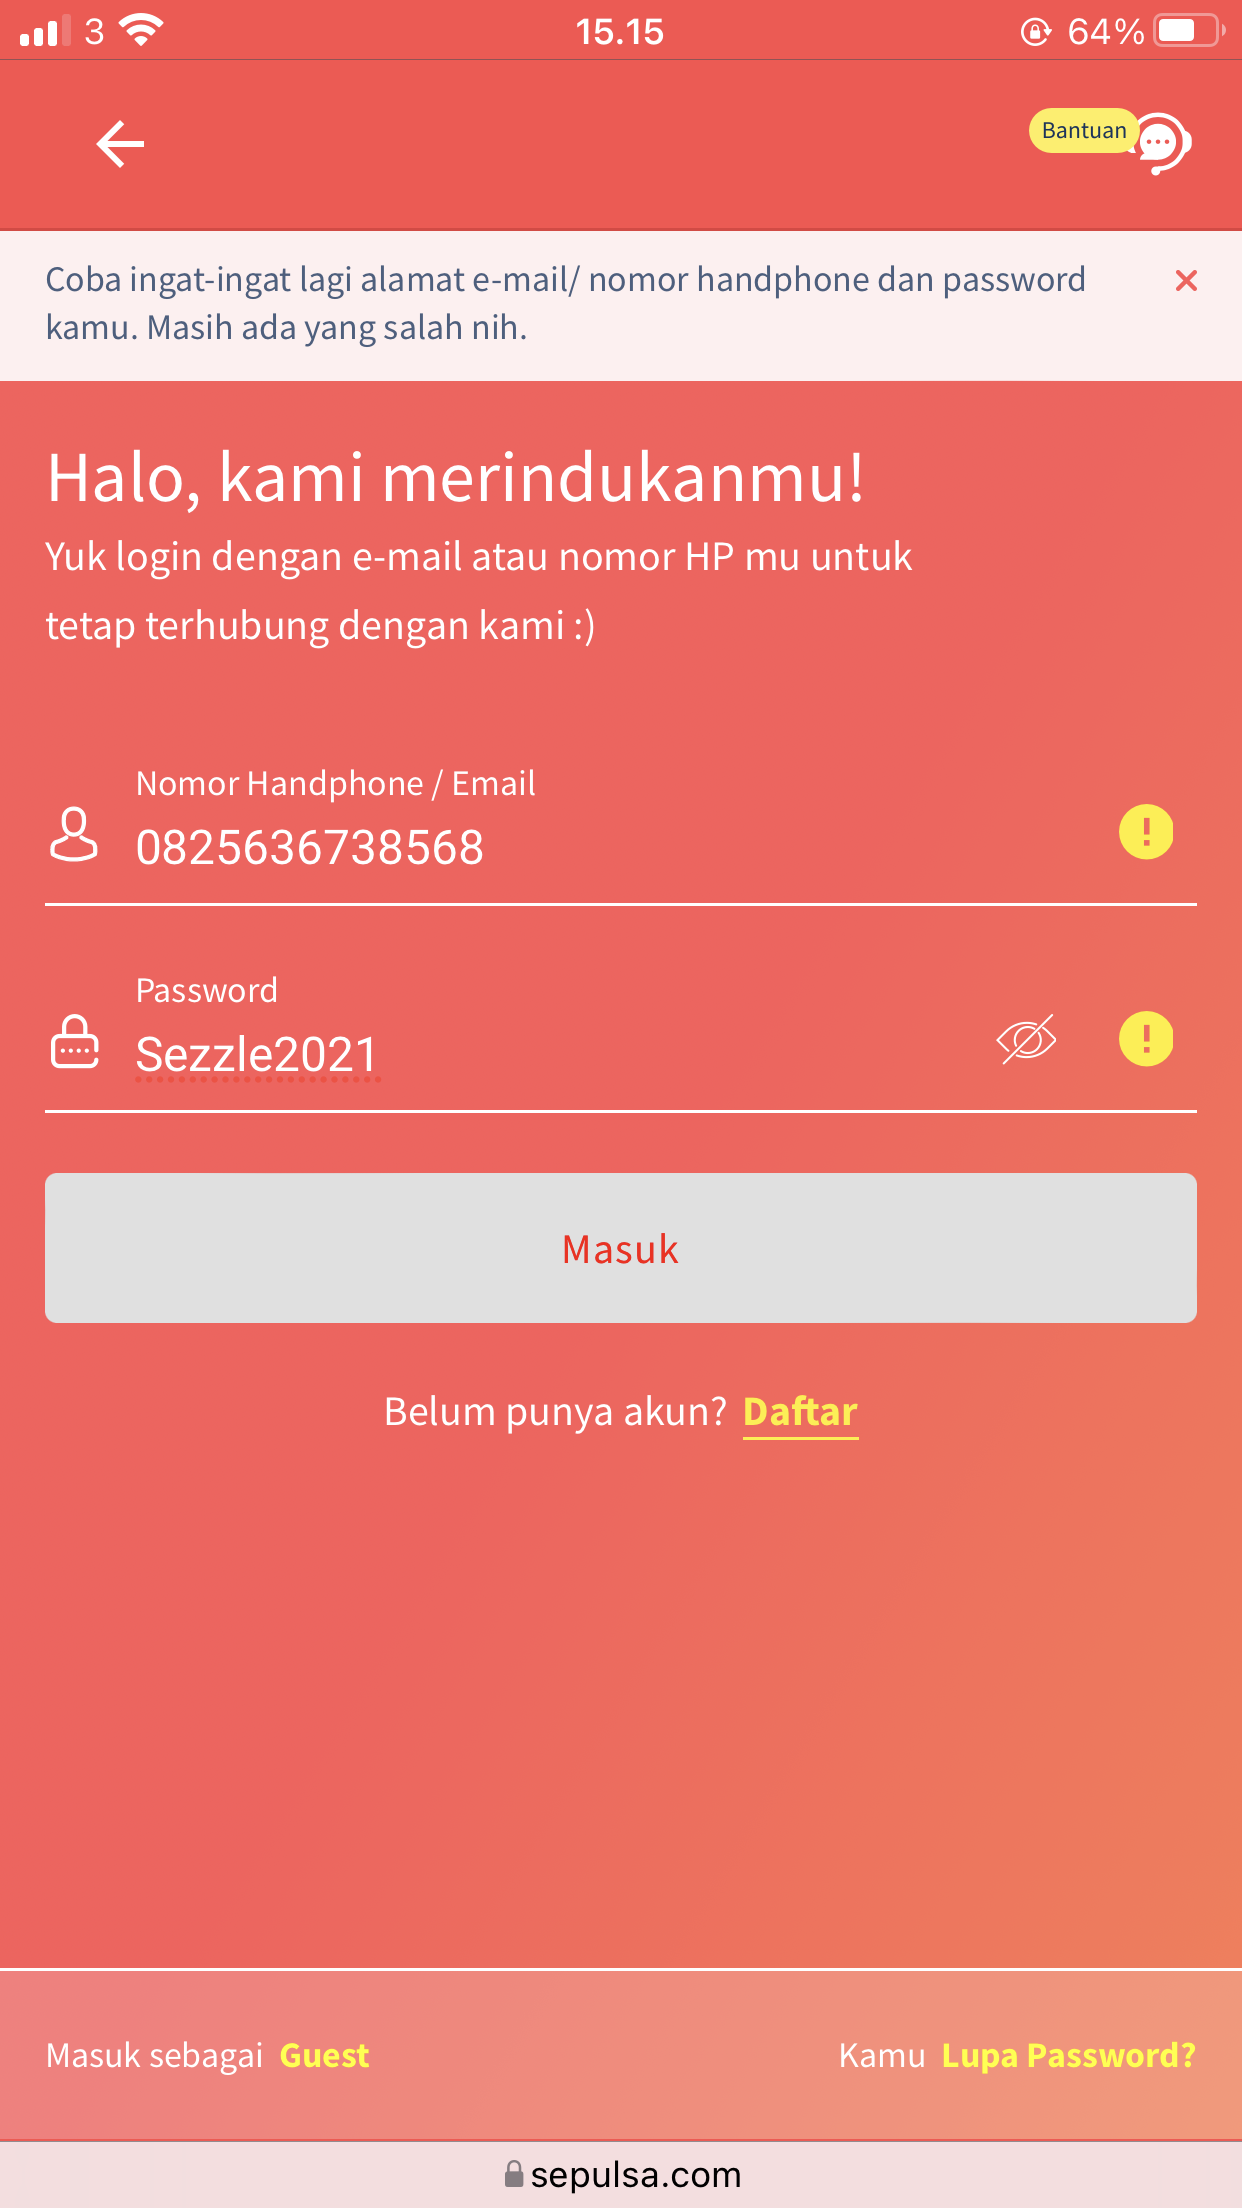 3
15.15
64%
Bantuan
Coba ingat-ingat lagi alamat e-mail/ nomor handphone dan password
kamu. Masih ada yang salah nih.
Halo, kami merindukanmu!
Yuk login dengan e-mail atau nomor HP mu untuk
tetap terhubung dengan kami :)
Nomor Handphone / Email
0825636738568
Password
Sezzle2021
Masuk
Belum punya akun? Daftar
Masuk sebagai Guest
Kamu Lupa Password?
sepulsa.com